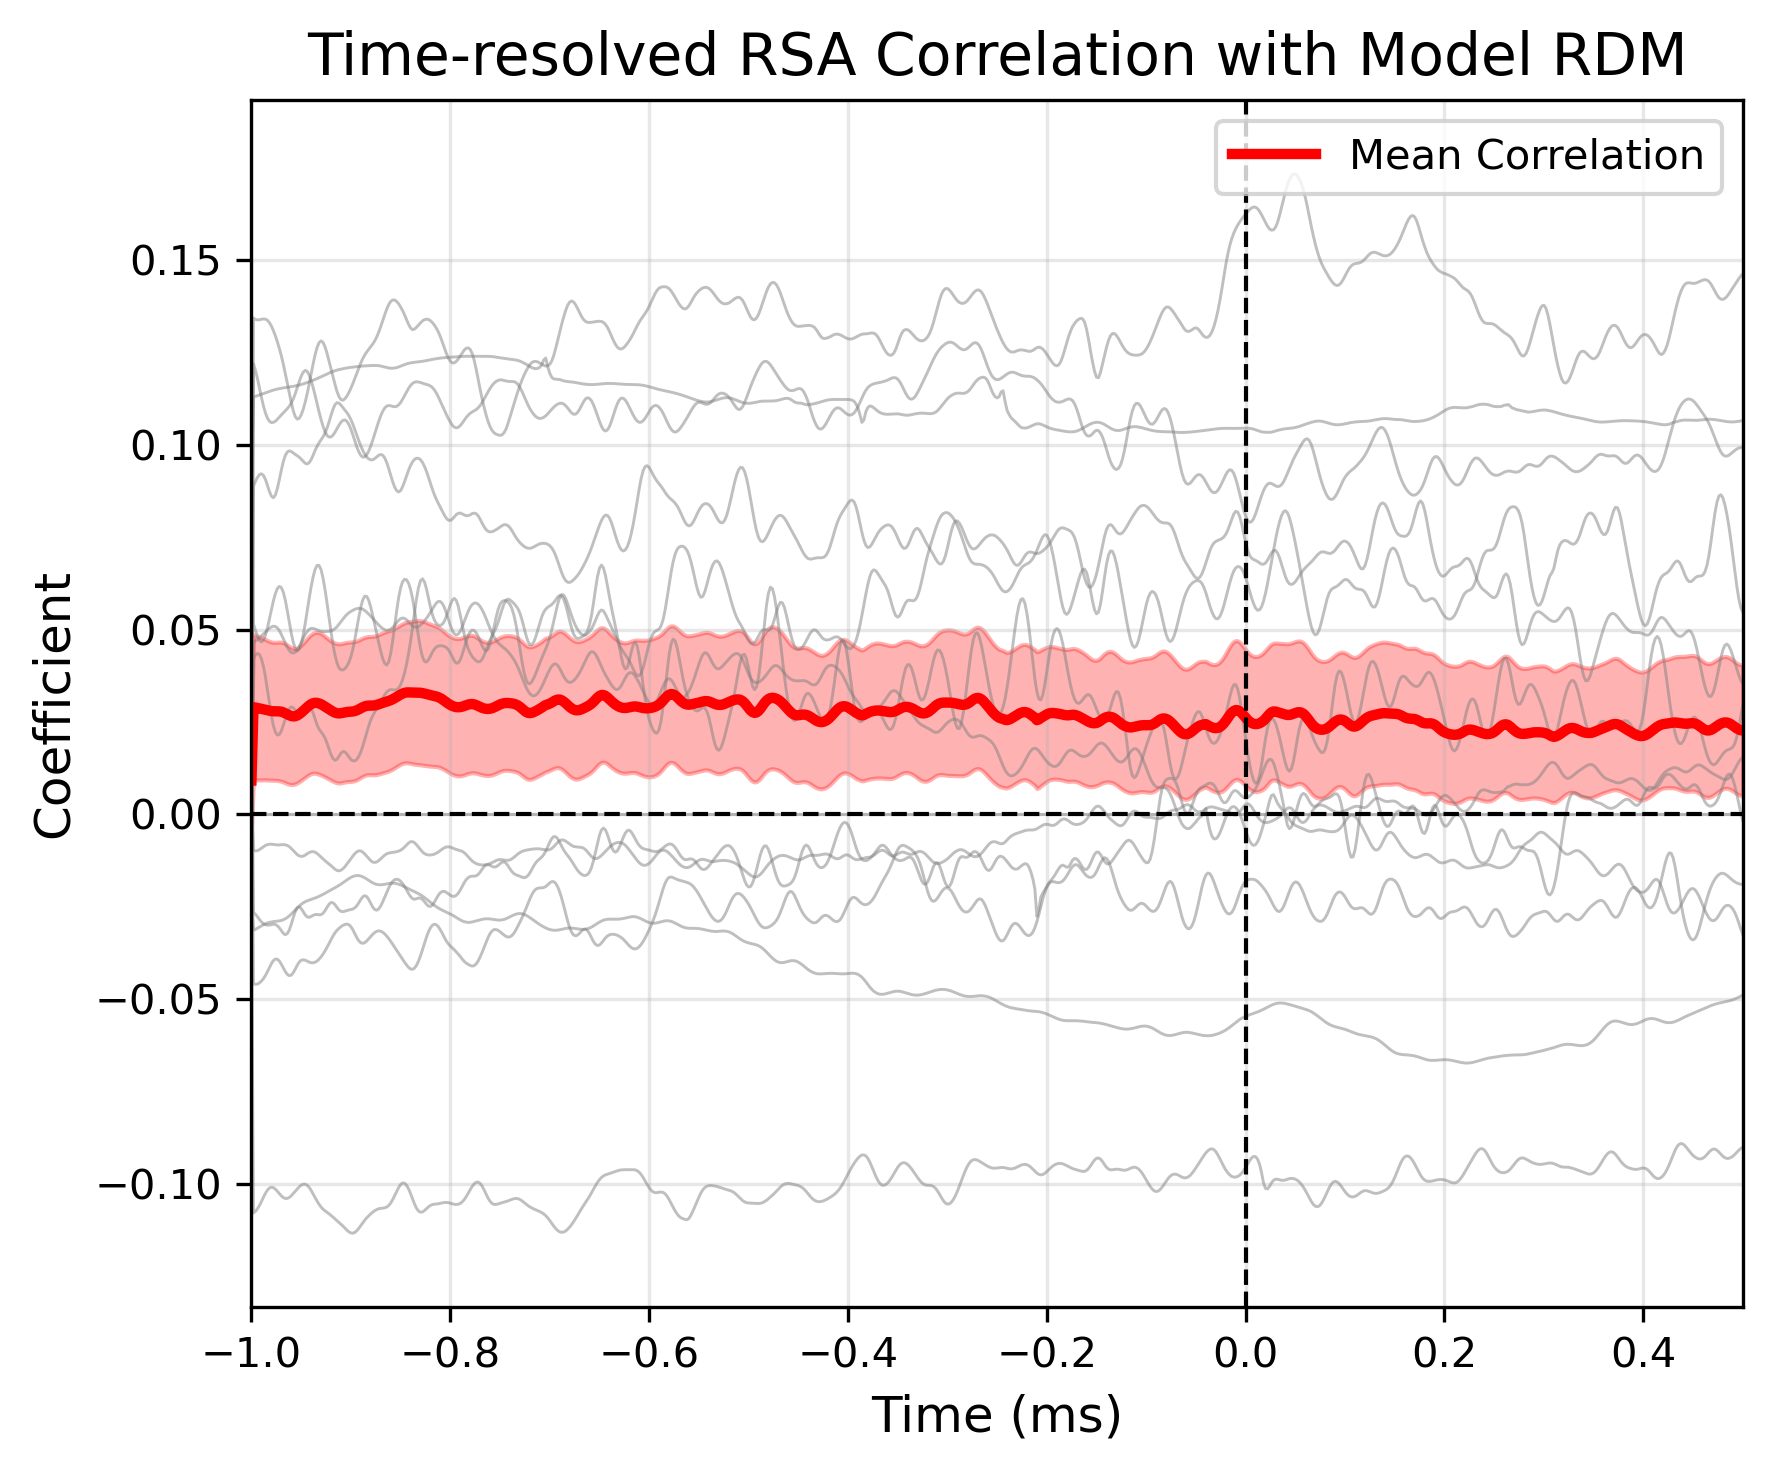 Time-resolved RSA Correlation with Model RDM
Mean Correlation
Coefficient
0.15
0.10
0.05
0.00
−0.05
−0.10
−1.0 −0.8 −0.6 −0.4 −0.2 0.0 0.2 0.4
Time (ms)